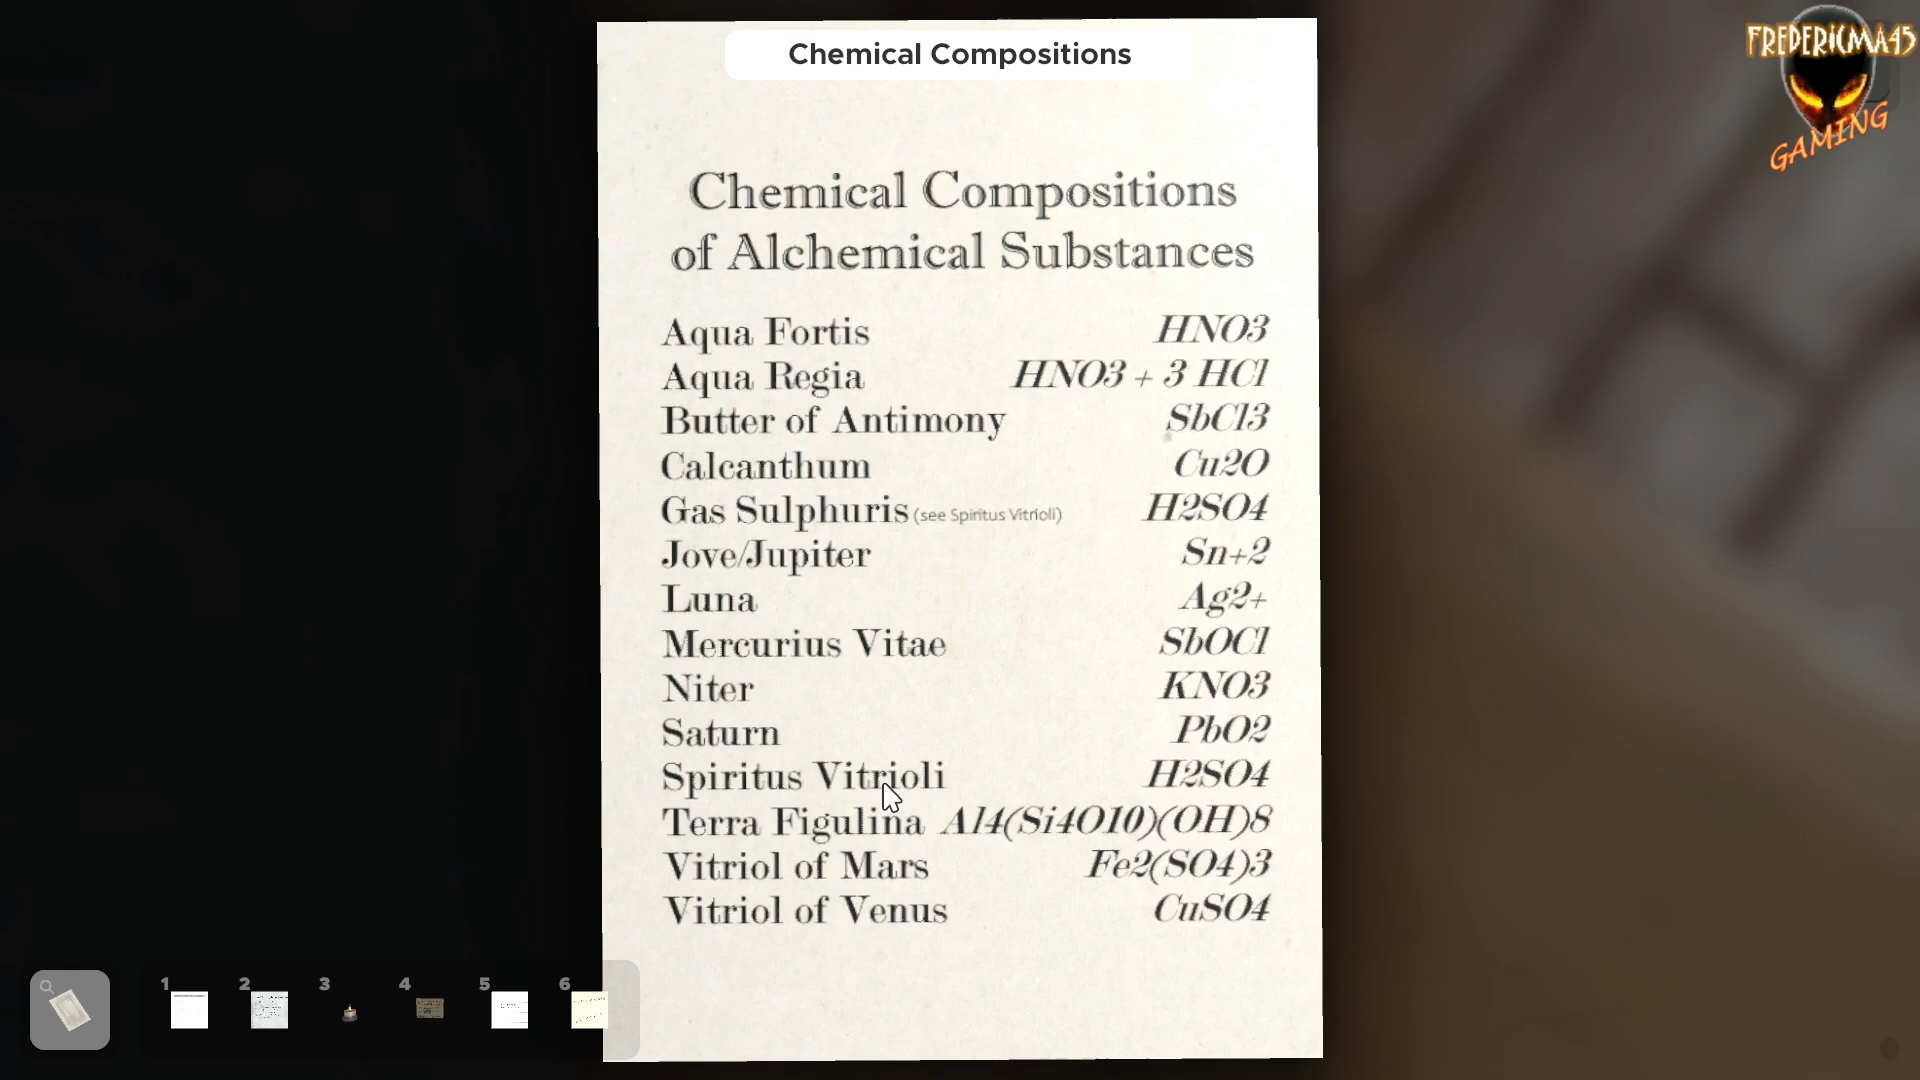 Chemical Compositions
FREDERICMA45
GAMING
Chemical Compositions
of Alchemical Substances
Aqua Fortis HNO3
Aqua Regia HNO3 + 3 HCl
Butter of Antimony SbCl3
Calcanthum Cu2O
Gas Sulphuris (see Spiritus Vitrioli) H2SO4
Jove/Jupiter Sn+2
Luna Ag2+
Mercurius Vitae SbOCl
Niter KNO3
Saturn PbO2
Spiritus Vitrioli H2SO4
Terra Figulina Al4(Si4O10)(OH)8
Vitriol of Mars Fe2(SO4)3
Vitriol of Venus CuSO4
1 2 3 4 5 6